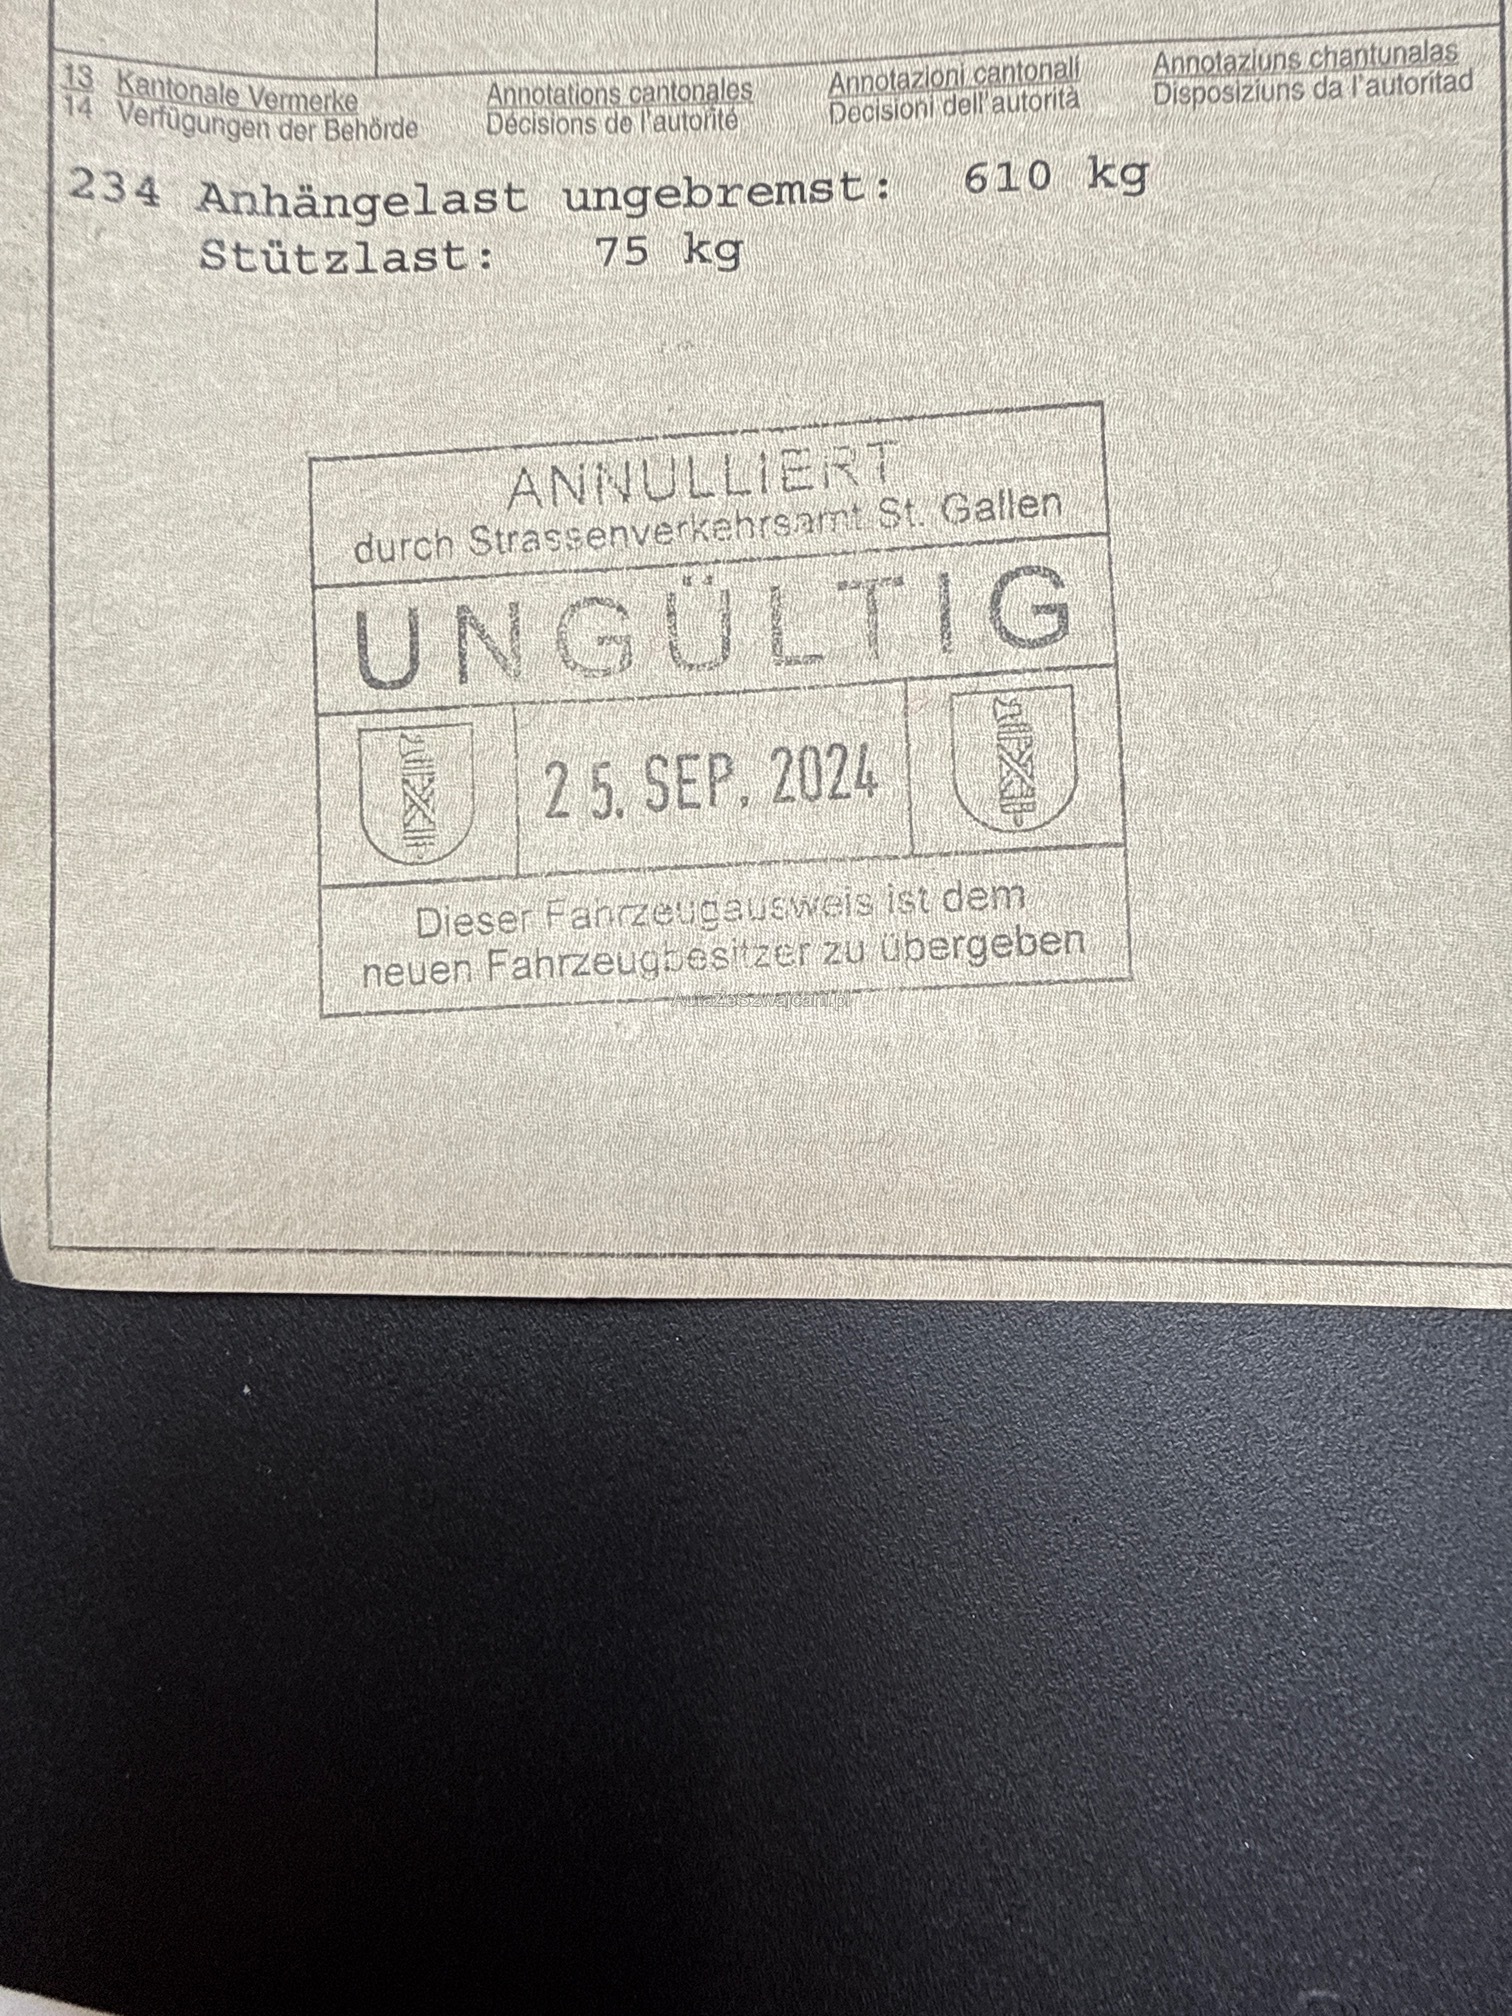 13 Kantonale Vermerke Annotations cantonales Annotazioni cantonali Annotaziuns chantunalas
14 Verfügungen der Behörde Décisions de l'autorité Decisioni dell'autorità Disposiziuns da l'autoritad
234 Anhängelast ungebremst: 610 kg
Stützlast: 75 kg
ANNULLIERT
durch Strassenverkehrsamt St. Gallen
UNGÜLTIG
25. SEP. 2024
Dieser Fahrzeugausweis ist dem
neuen Fahrzeugbesitzer zu übergeben
AutaZeSzwajcarii.pl